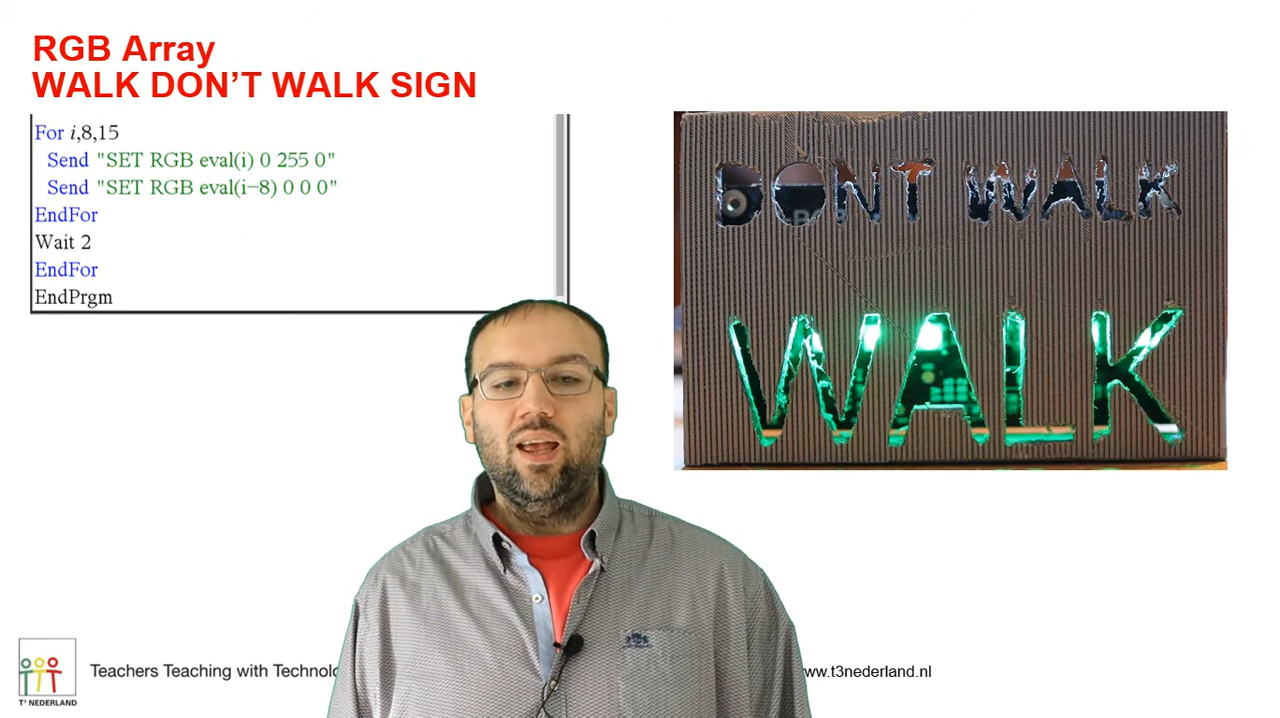 RGB Array
WALK DON’T WALK SIGN
For i,8,15
Send "SET RGB eval(i) 0 255 0"
Send "SET RGB eval(i−8) 0 0 0"
EndFor
Wait 2
EndFor
EndPrgm
DONT WALK
WALK
Teachers Teaching with
www.t3nederland.nl
T³ NEDERLAND